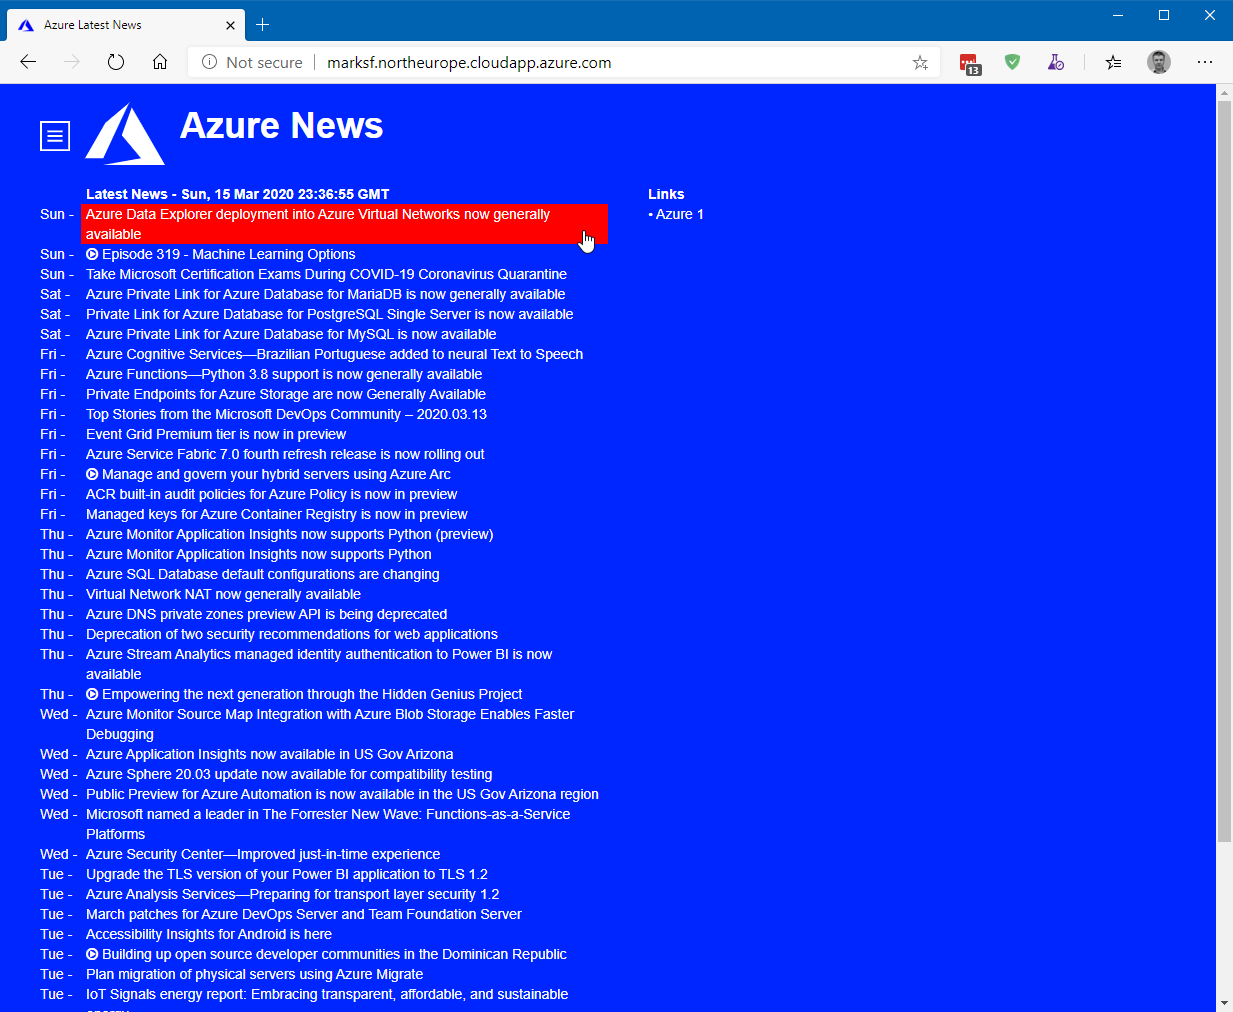 Azure Latest News
Not secure | marksf.northeurope.cloudapp.azure.com
13
Azure News
Latest News - Sun, 15 Mar 2020 23:36:55 GMT
Sun - Azure Data Explorer deployment into Azure Virtual Networks now generally
available
Sun - Episode 319 - Machine Learning Options
Sun - Take Microsoft Certification Exams During COVID-19 Coronavirus Quarantine
Sat - Azure Private Link for Azure Database for MariaDB is now generally available
Sat - Private Link for Azure Database for PostgreSQL Single Server is now available
Sat - Azure Private Link for Azure Database for MySQL is now available
Fri - Azure Cognitive Services—Brazilian Portuguese added to neural Text to Speech
Fri - Azure Functions—Python 3.8 support is now generally available
Fri - Private Endpoints for Azure Storage are now Generally Available
Fri - Top Stories from the Microsoft DevOps Community – 2020.03.13
Fri - Event Grid Premium tier is now in preview
Fri - Azure Service Fabric 7.0 fourth refresh release is now rolling out
Fri - Manage and govern your hybrid servers using Azure Arc
Fri - ACR built-in audit policies for Azure Policy is now in preview
Fri - Managed keys for Azure Container Registry is now in preview
Thu - Azure Monitor Application Insights now supports Python (preview)
Thu - Azure Monitor Application Insights now supports Python
Thu - Azure SQL Database default configurations are changing
Thu - Virtual Network NAT now generally available
Thu - Azure DNS private zones preview API is being deprecated
Thu - Deprecation of two security recommendations for web applications
Thu - Azure Stream Analytics managed identity authentication to Power BI is now
available
Thu - Empowering the next generation through the Hidden Genius Project
Wed - Azure Monitor Source Map Integration with Azure Blob Storage Enables Faster
Debugging
Wed - Azure Application Insights now available in US Gov Arizona
Wed - Azure Sphere 20.03 update now available for compatibility testing
Wed - Public Preview for Azure Automation is now available in the US Gov Arizona region
Wed - Microsoft named a leader in The Forrester New Wave: Functions-as-a-Service
Platforms
Wed - Azure Security Center—Improved just-in-time experience
Tue - Upgrade the TLS version of your Power BI application to TLS 1.2
Tue - Azure Analysis Services—Preparing for transport layer security 1.2
Tue - March patches for Azure DevOps Server and Team Foundation Server
Tue - Accessibility Insights for Android is here
Tue - Building up open source developer communities in the Dominican Republic
Tue - Plan migration of physical servers using Azure Migrate
Tue - IoT Signals energy report: Embracing transparent, affordable, and sustainable
Links
• Azure 1